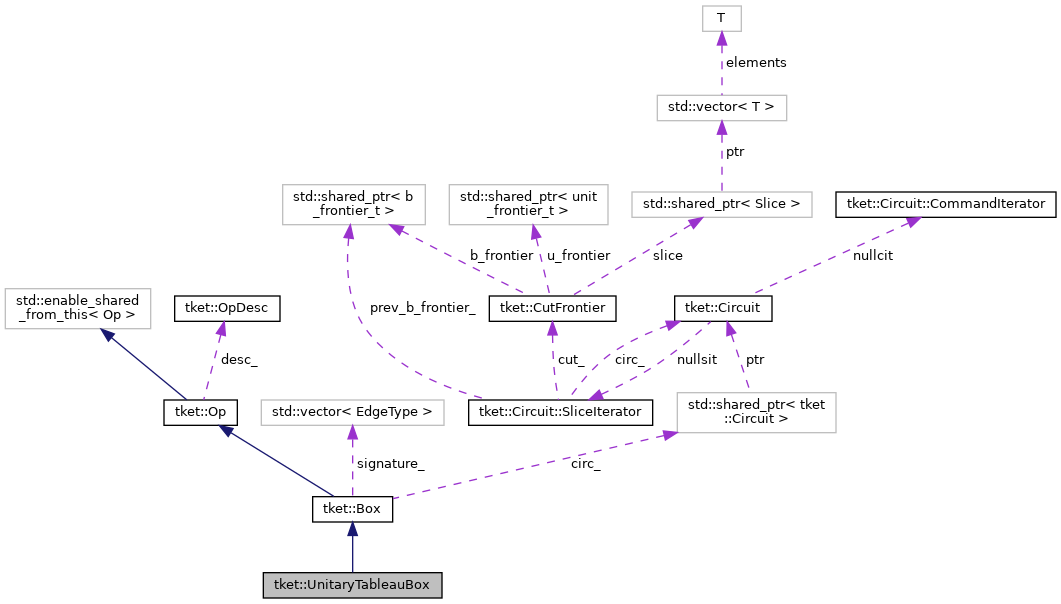 T
elements
std::vector< T >
ptr
std::shared_ptr< b
_frontier_t >
std::shared_ptr< unit
_frontier_t >
std::shared_ptr< Slice >
tket::Circuit::CommandIterator
b_frontier
u_frontier
slice
nullcit
std::enable_shared
_from_this< Op >
tket::OpDesc
prev_b_frontier_
tket::CutFrontier
tket::Circuit
desc_
cut_
circ_
nullsit
ptr
tket::Op
std::vector< EdgeType >
tket::Circuit::SliceIterator
std::shared_ptr< tket
::Circuit >
signature_
circ_
tket::Box
tket::UnitaryTableauBox